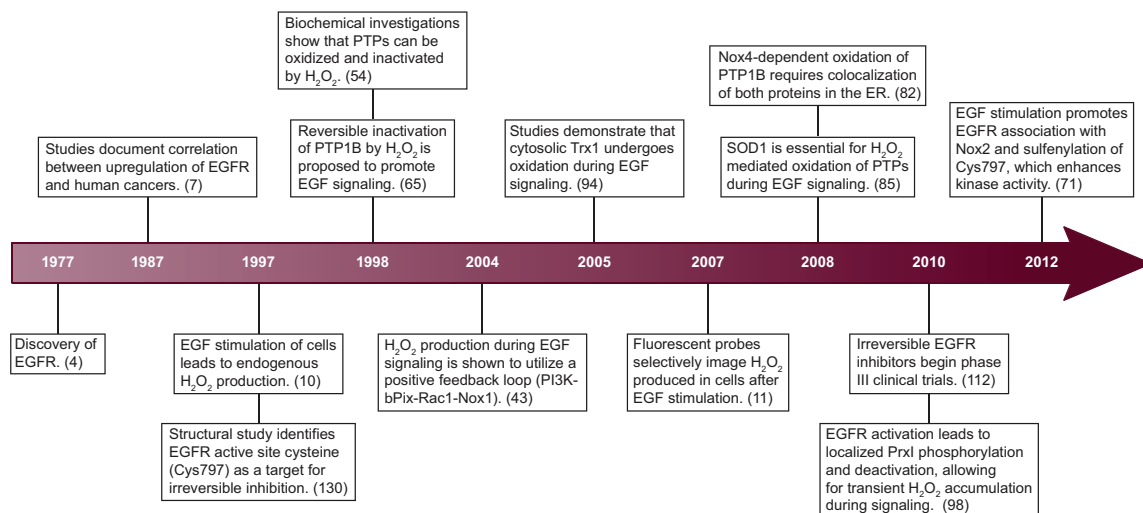 Biochemical investigations
show that PTPs can be
oxidized and inactivated
by H₂O₂. (54)
Nox4-dependent oxidation of
PTP1B requires colocalization
of both proteins in the ER. (82)
Studies document correlation
between upregulation of EGFR
and human cancers. (7)
Reversible inactivation
of PTP1B by H₂O₂ is
proposed to promote
EGF signaling. (65)
Studies demonstrate that
cytosolic Trx1 undergoes
oxidation during EGF
signaling. (94)
SOD1 is essential for H₂O₂
mediated oxidation of PTPs
during EGF signaling. (85)
EGF stimulation promotes
EGFR association with
Nox2 and sulfenylation of
Cys797, which enhances
kinase activity. (71)
1977 1987 1997 1998 2004 2005 2007 2008 2010 2012
Discovery of
EGFR. (4)
EGF stimulation of cells
leads to endogenous
H₂O₂ production. (10)
H₂O₂ production during EGF
signaling is shown to utilize a
positive feedback loop (PI3K-
bPix-Rac1-Nox1). (43)
Fluorescent probes
selectively image H₂O₂
produced in cells after
EGF stimulation. (11)
Irreversible EGFR
inhibitors begin phase
III clinical trials. (112)
Structural study identifies
EGFR active site cysteine
(Cys797) as a target for
irreversible inhibition. (130)
EGFR activation leads to
localized PrxI phosphorylation
and deactivation, allowing
for transient H₂O₂ accumulation
during signaling. (98)